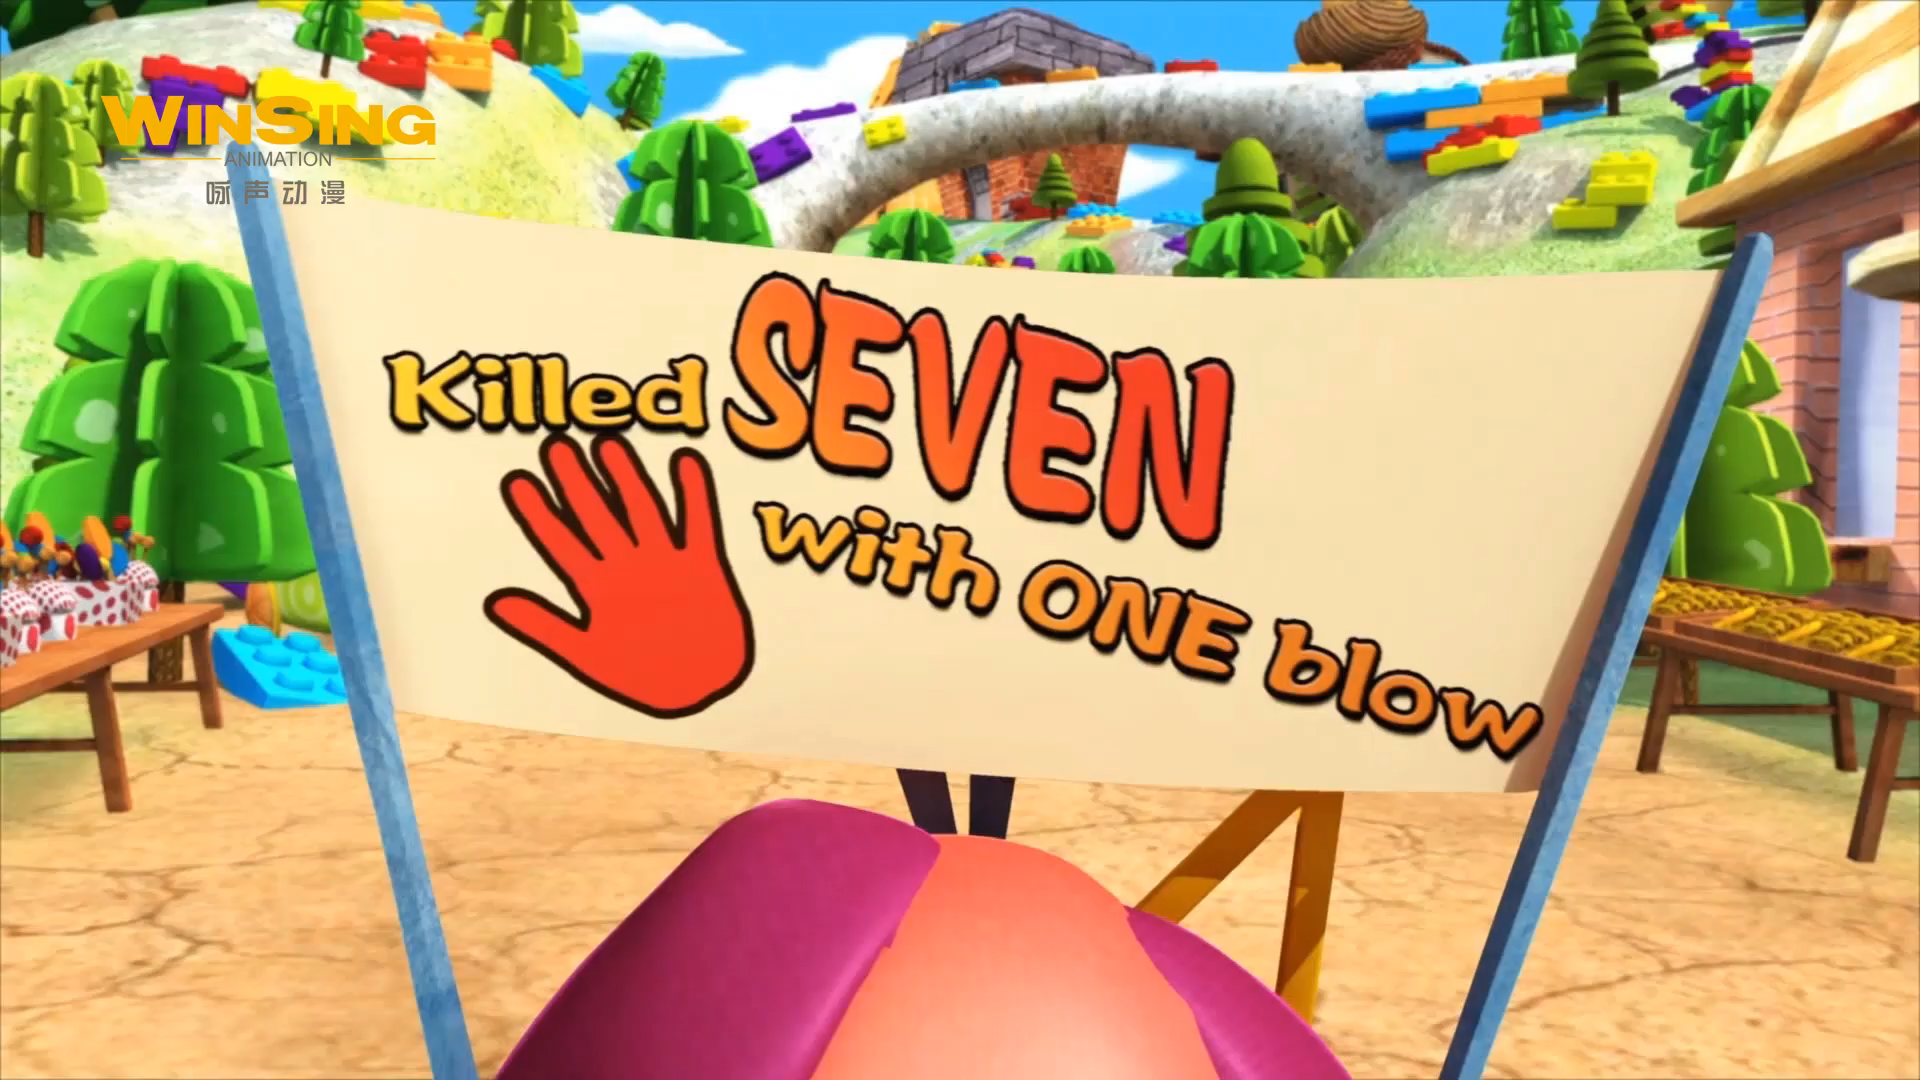 WINSING
ANIMATION
咏声动漫
Killed SEVEN
with ONE blow